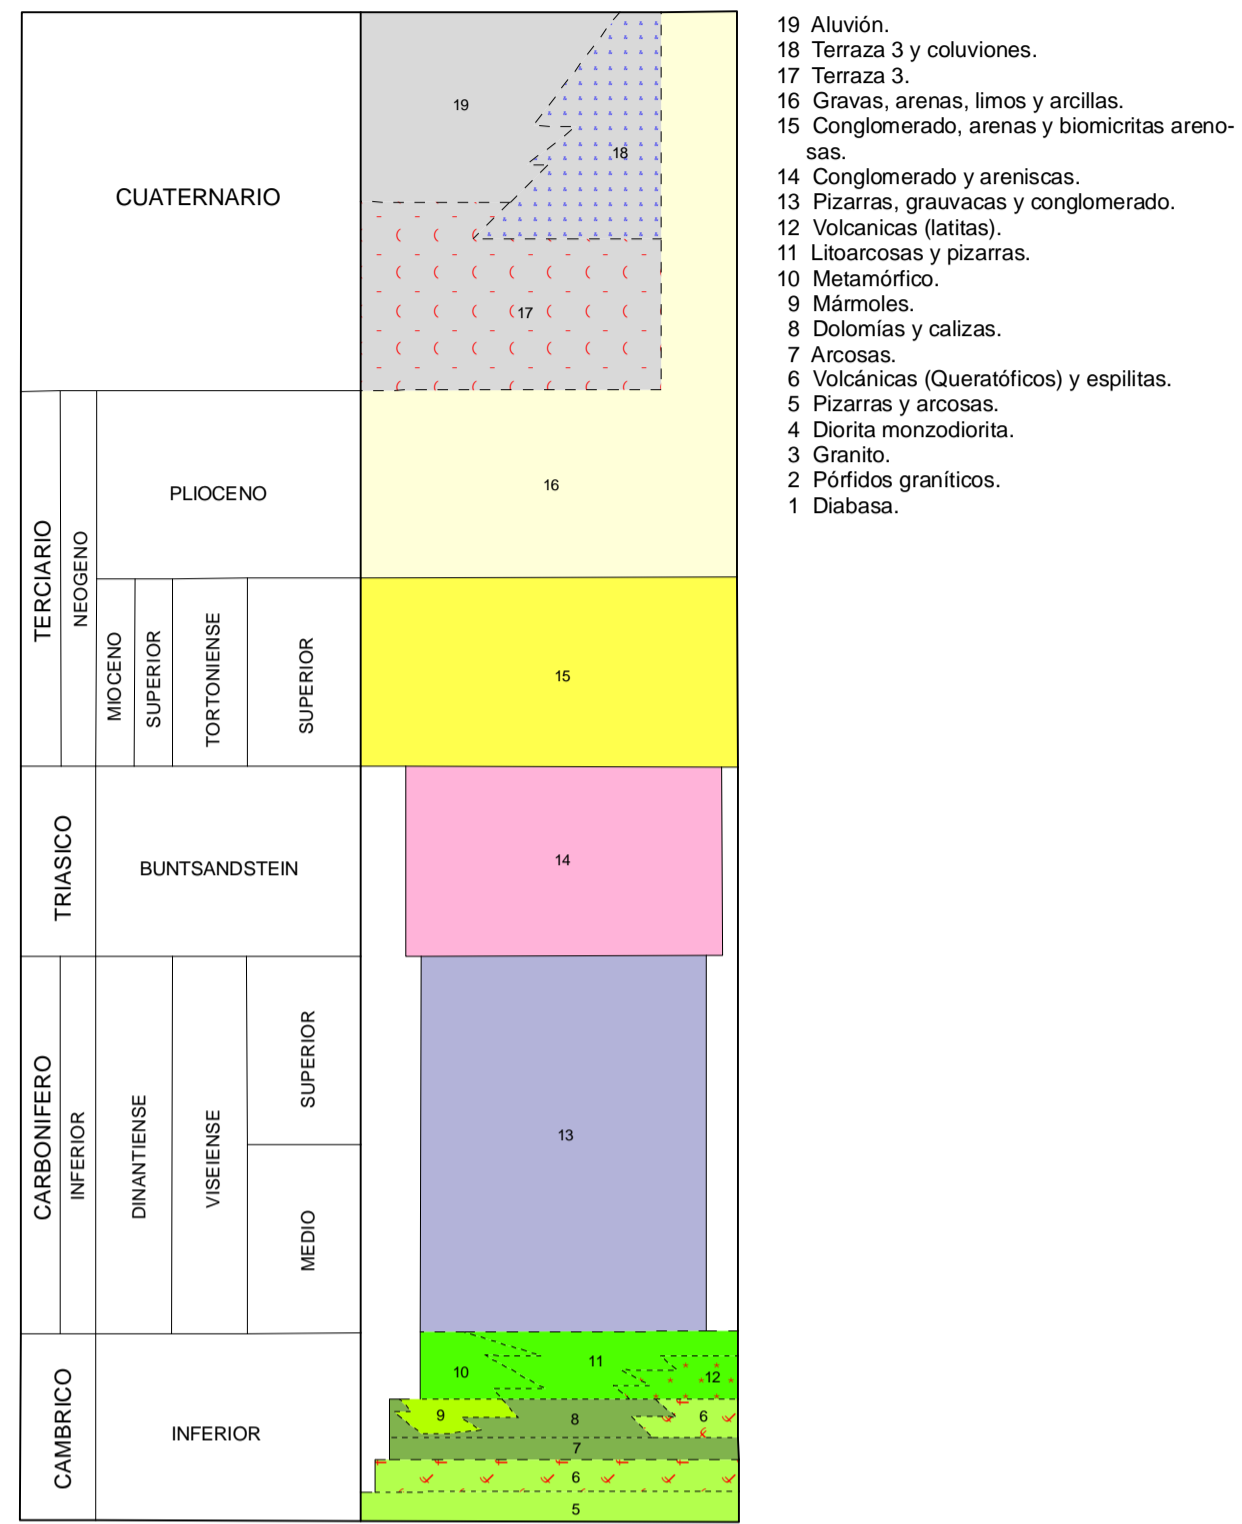 CUATERNARIO
TERCIARIO
NEOGENO
PLIOCENO
MIOCENO
SUPERIOR
TORTONIENSE
SUPERIOR
TRIASICO
BUNTSANDSTEIN
CARBONIFERO
INFERIOR
DINANTIENSE
VISEIENSE
SUPERIOR
MEDIO
CAMBRICO
INFERIOR
19
18
17
16
15
14
13
10
11
12
9
8
6
7
6
5
19 Aluvión.
18 Terraza 3 y coluviones.
17 Terraza 3.
16 Gravas, arenas, limos y arcillas.
15 Conglomerado, arenas y biomicritas areno-
sas.
14 Conglomerado y areniscas.
13 Pizarras, grauvacas y conglomerado.
12 Volcanicas (latitas).
11 Litoarcosas y pizarras.
10 Metamórfico.
9 Mármoles.
8 Dolomías y calizas.
7 Arcosas.
6 Volcánicas (Queratóficos) y espilitas.
5 Pizarras y arcosas.
4 Diorita monzodiorita.
3 Granito.
2 Pórfidos graníticos.
1 Diabasa.